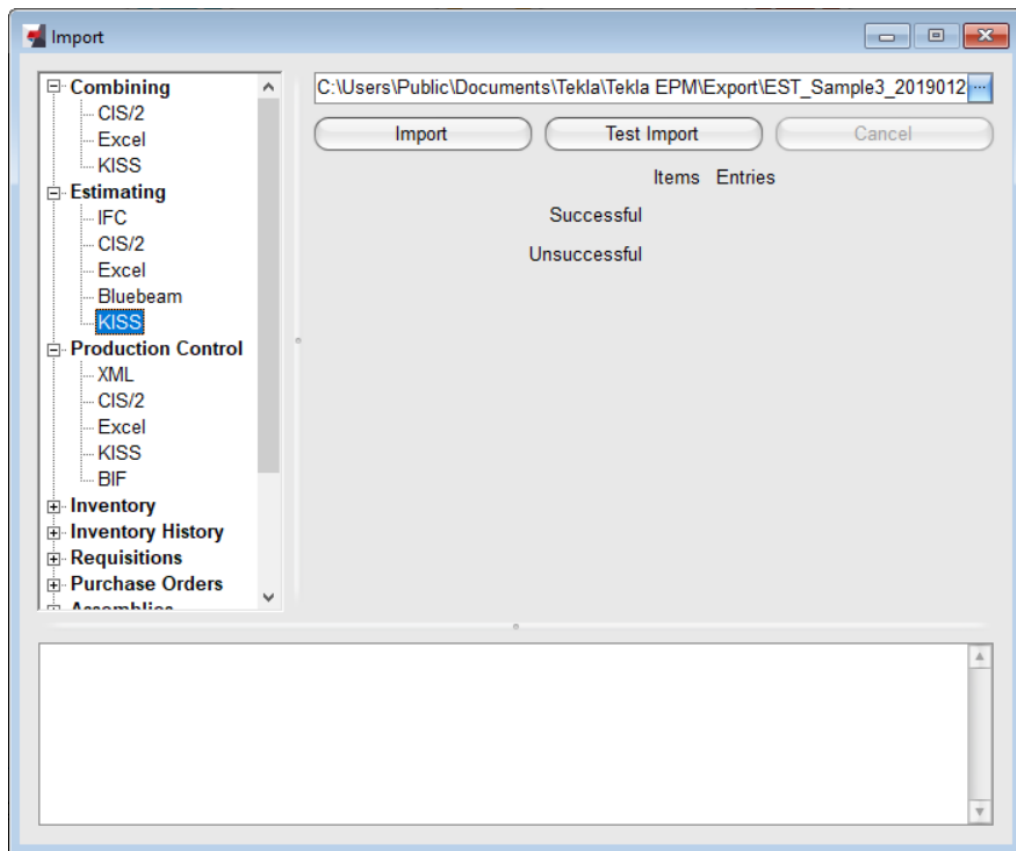 Import
Combining
CIS/2
Excel
KISS
Estimating
IFC
CIS/2
Excel
Bluebeam
KISS
Production Control
XML
CIS/2
Excel
KISS
BIF
Inventory
Inventory History
Requisitions
Purchase Orders
Assemblies
C:\Users\Public\Documents\Tekla\Tekla EPM\Export\EST_Sample3_2019012
...
Import Test Import Cancel
Items Entries
Successful
Unsuccessful